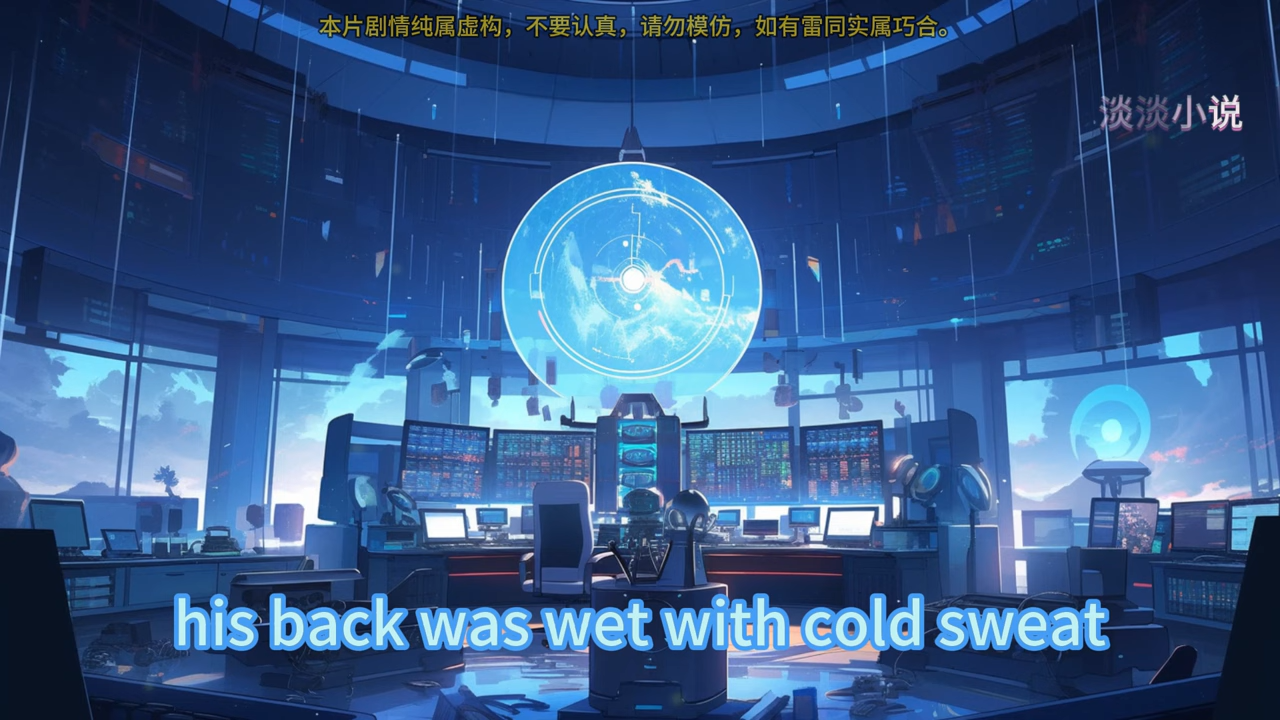 本片剧情纯属虚构，不要认真，请勿模仿，如有雷同实属巧合。
淡淡小说
his back was wet with cold sweat